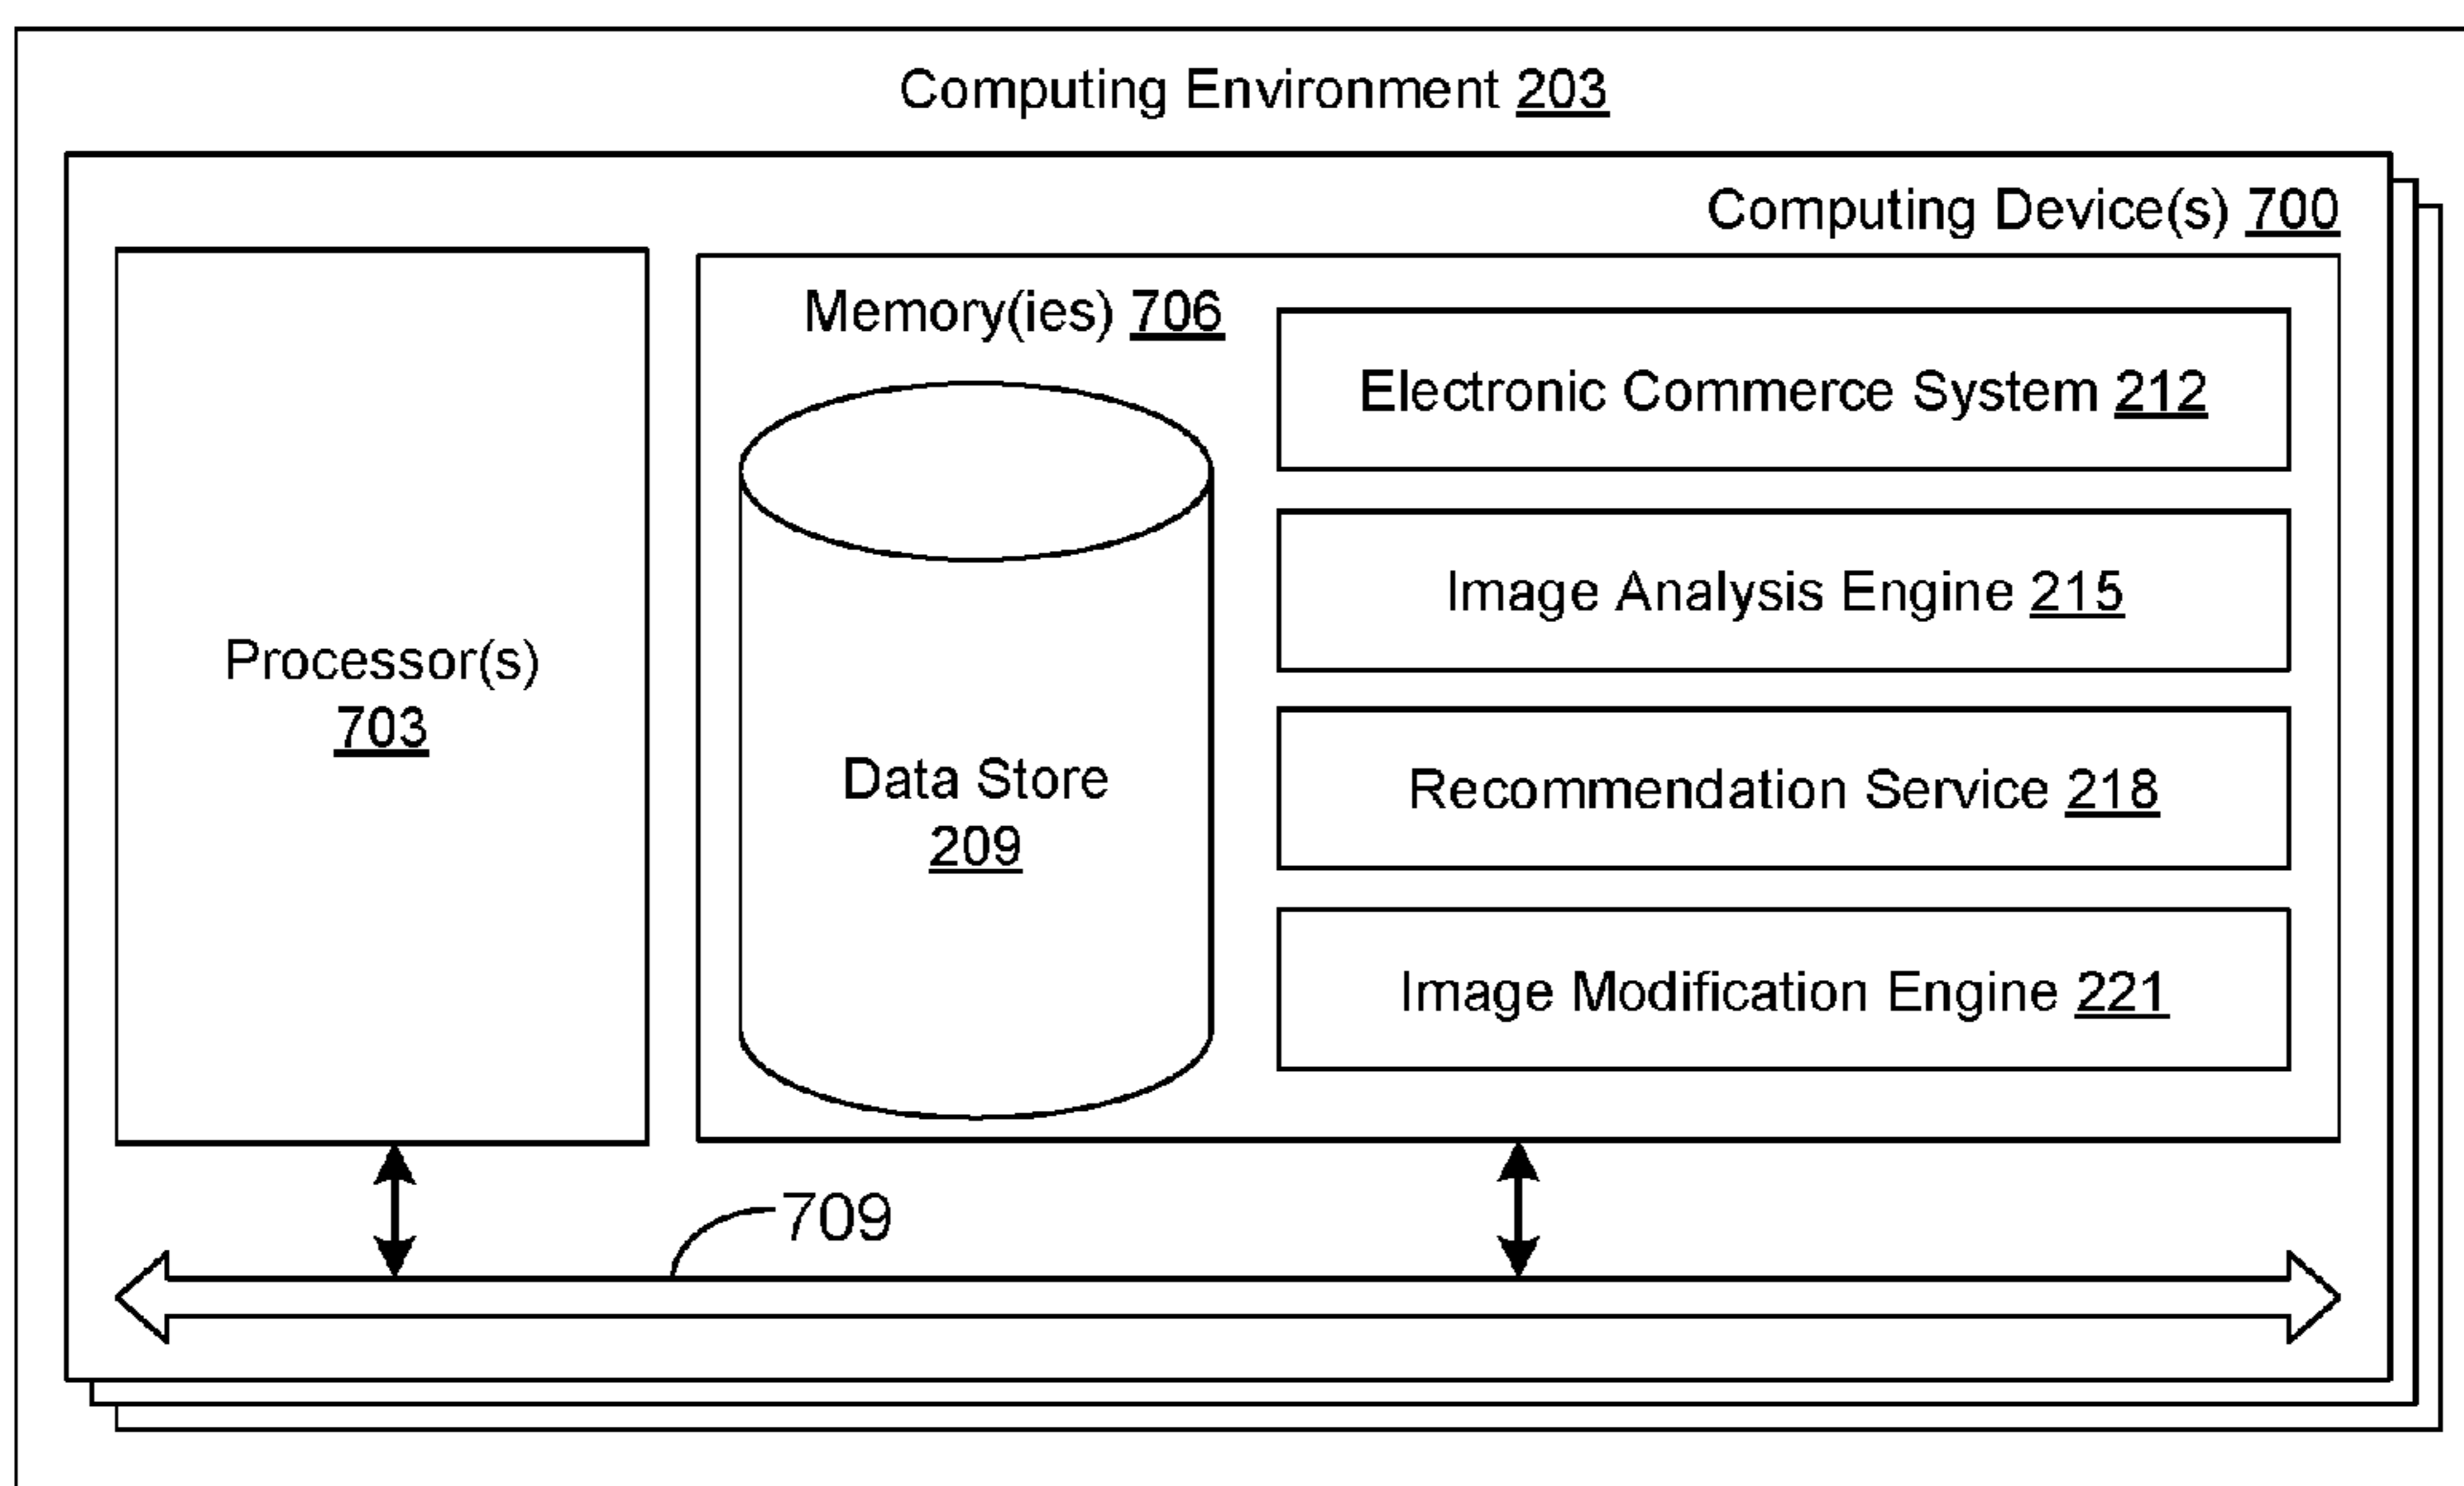 Computing Environment 203
Computing Device(s) 700
Processor(s)
703
Memory(ies) 706
Data Store
209
Electronic Commerce System 212
Image Analysis Engine 215
Recommendation Service 218
Image Modification Engine 221
709